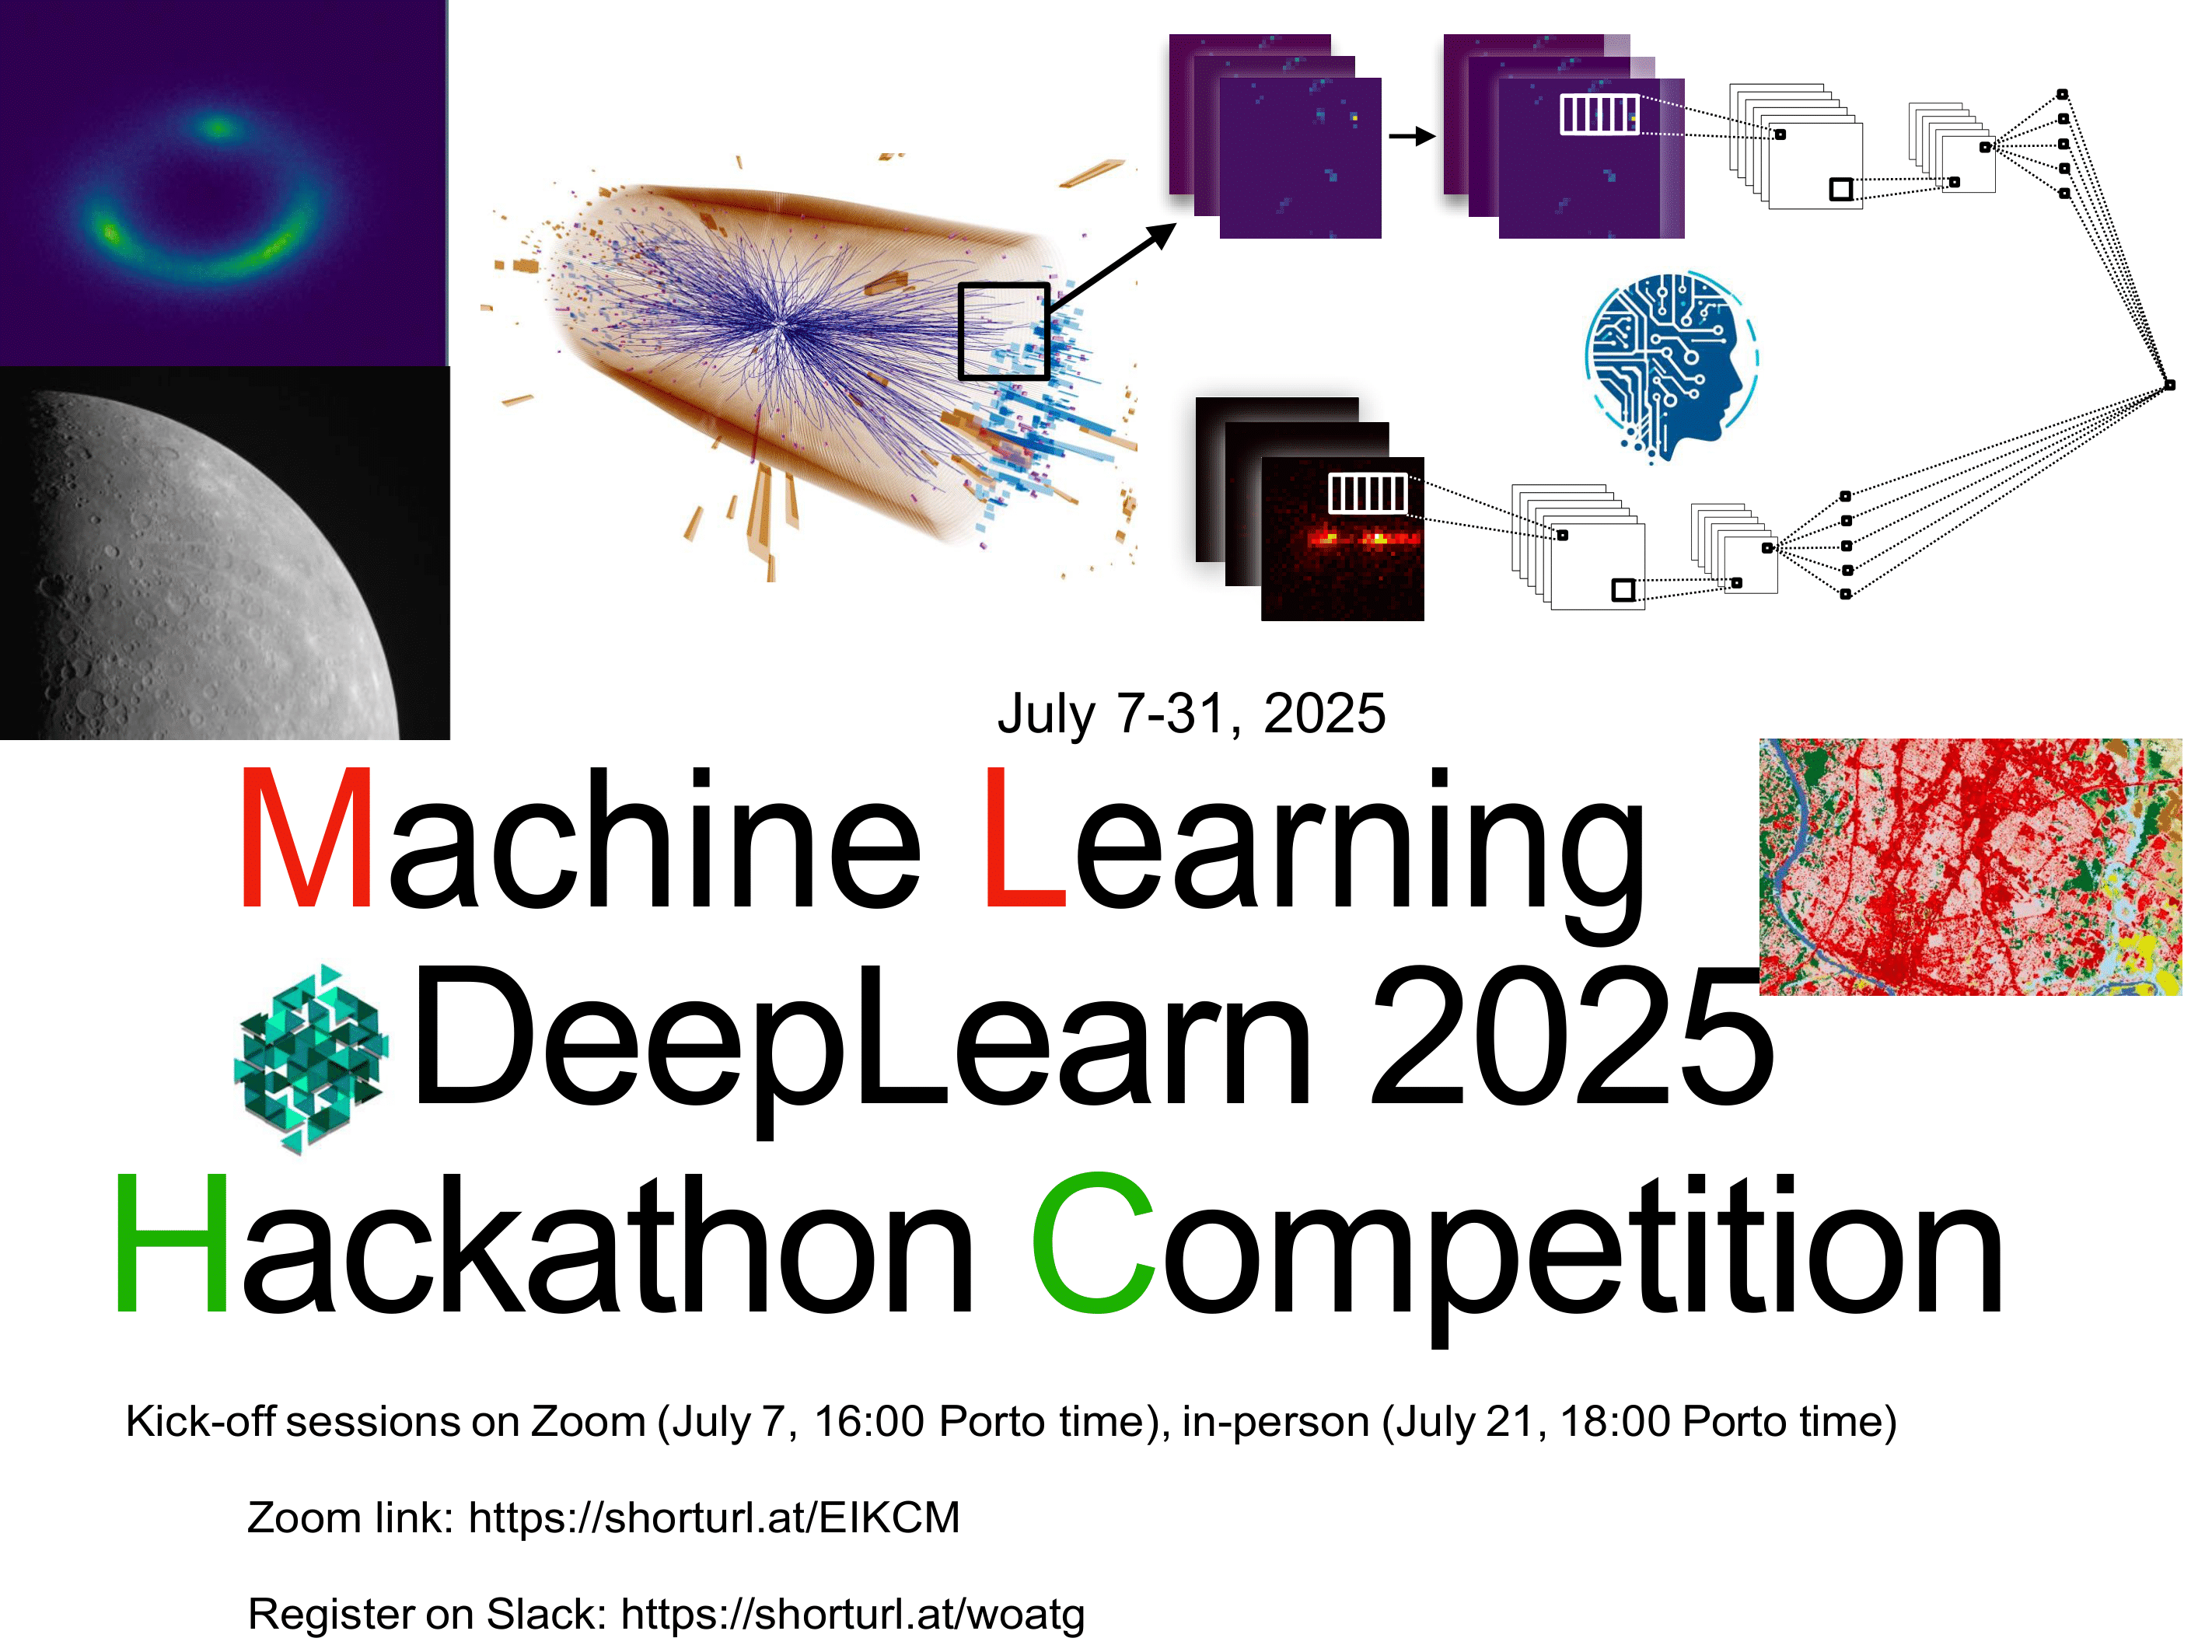 July 7-31, 2025
Machine Learning
DeepLearn 2025
Hackathon Competition
Kick-off sessions on Zoom (July 7, 16:00 Porto time), in-person (July 21, 18:00 Porto time)
Zoom link: https://shorturl.at/EIKCM
Register on Slack: https://shorturl.at/woatg